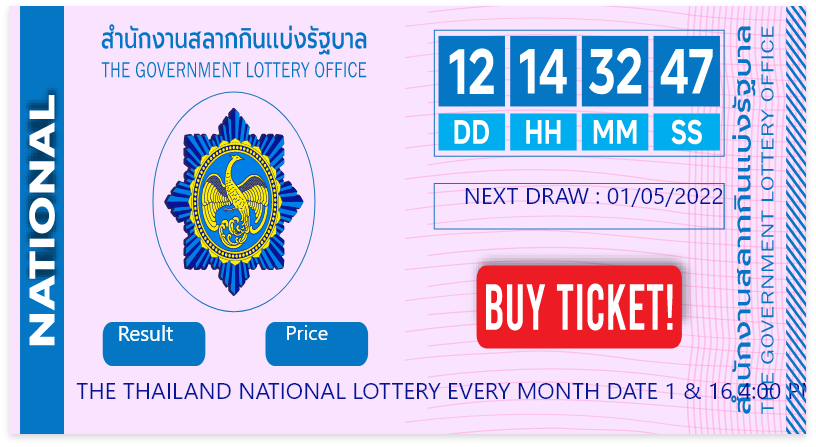 NATIONAL
สำนักงานสลากกินแบ่งรัฐบาล
THE GOVERNMENT LOTTERY OFFICE
12 14 32 47
DD HH MM SS
NEXT DRAW : 01/05/2022
BUY TICKET!
Result Price
THE THAILAND NATIONAL LOTTERY EVERY MONTH DATE 1 & 16 4:00 PM
สำนักงานสลากกินแบ่งรัฐบาล
THE GOVERNMENT LOTTERY OFFICE